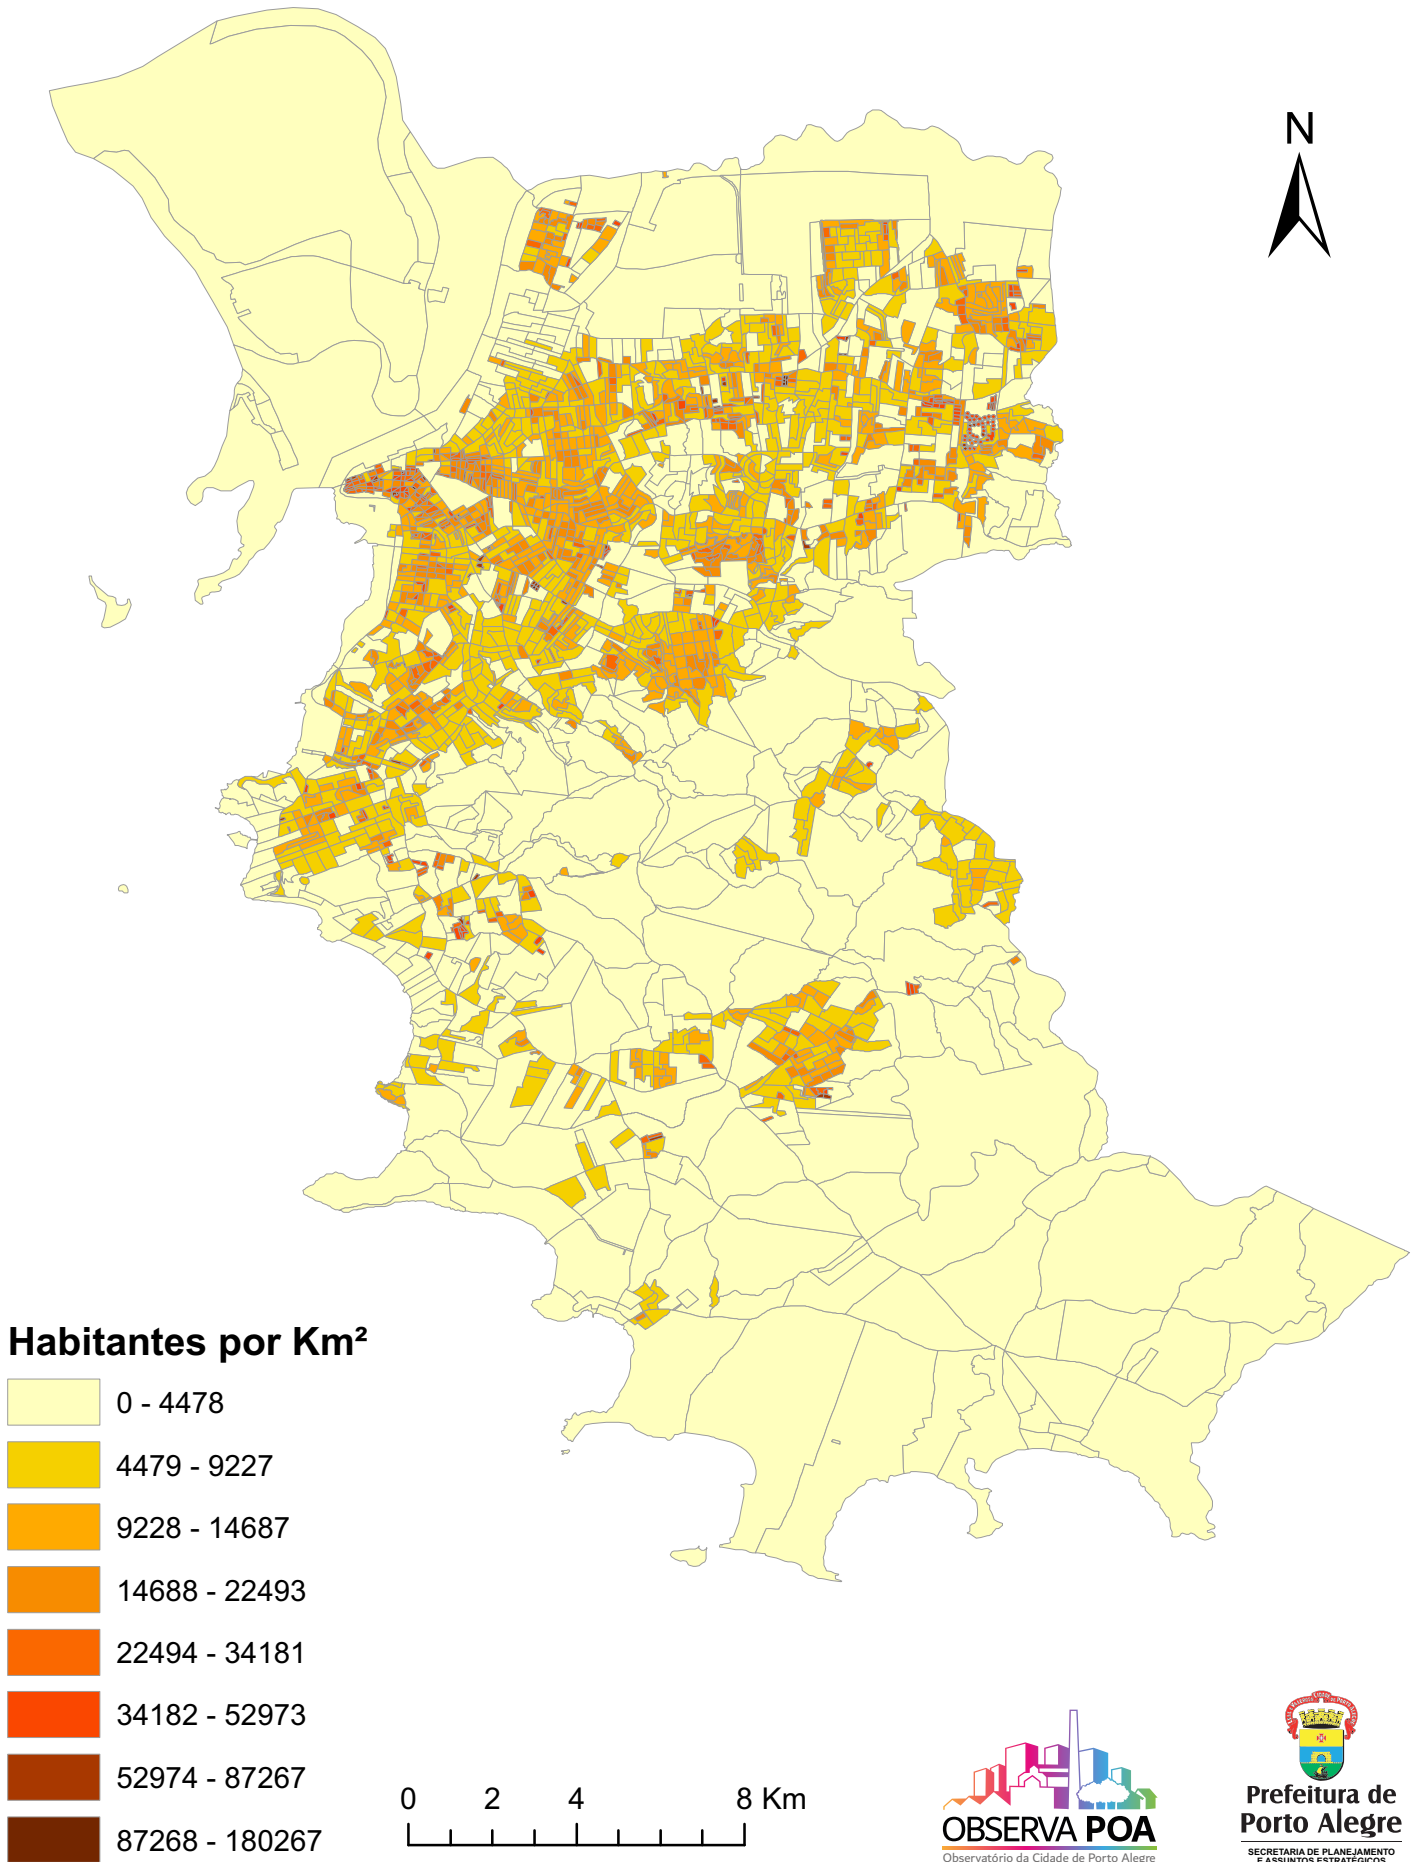 N
Habitantes por Km²
0 - 4478
4479 - 9227
9228 - 14687
14688 - 22493
22494 - 34181
34182 - 52973
52974 - 87267
87268 - 180267
0 2 4 8 Km
OBSERVA POA
Observatório da Cidade de Porto Alegre
Prefeitura de
Porto Alegre
SECRETARIA DE PLANEJAMENTO
E ASSUNTOS ESTRATÉGICOS